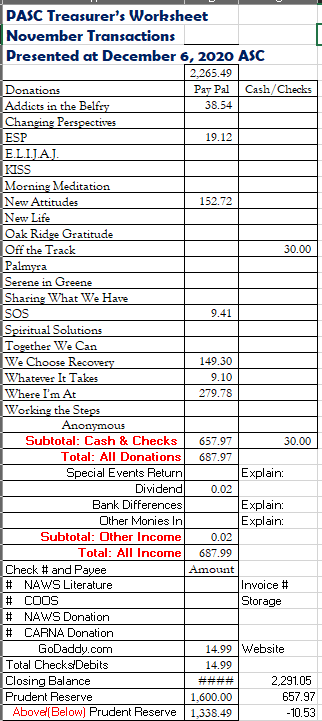 PASC Treasurer's Worksheet
November Transactions
Presented at December 6, 2020 ASC
2,265.49
Donations Pay Pal Cash/Checks
Addicts in the Belfry 38.54
Changing Perspectives
ESP 19.12
E.L.I.J.A.J.
KISS
Morning Meditation
New Attitudes 152.72
New Life
Oak Ridge Gratitude
Off the Track 30.00
Palmyra
Serene in Greene
Sharing What We Have
SOS 9.41
Spiritual Solutions
Together We Can
We Choose Recovery 149.30
Whatever It Takes 9.10
Where I'm At 279.78
Working the Steps
Anonymous
Subtotal: Cash & Checks 657.97 30.00
Total: All Donations 687.97
Special Events Return Explain:
Dividend 0.02
Bank Differences Explain:
Other Monies In Explain:
Subtotal: Other Income 0.02
Total: All Income 687.99
Check # and Payee Amount
# NAWS Literature Invoice #
# COOS Storage
# NAWS Donation
# CARNA Donation
GoDaddy.com 14.99 Website
Total Checks/Debits 14.99
Closing Balance #### 2,291.05
Prudent Reserve 1,600.00 657.97
Above/(Below) Prudent Reserve 1,338.49 -10.53